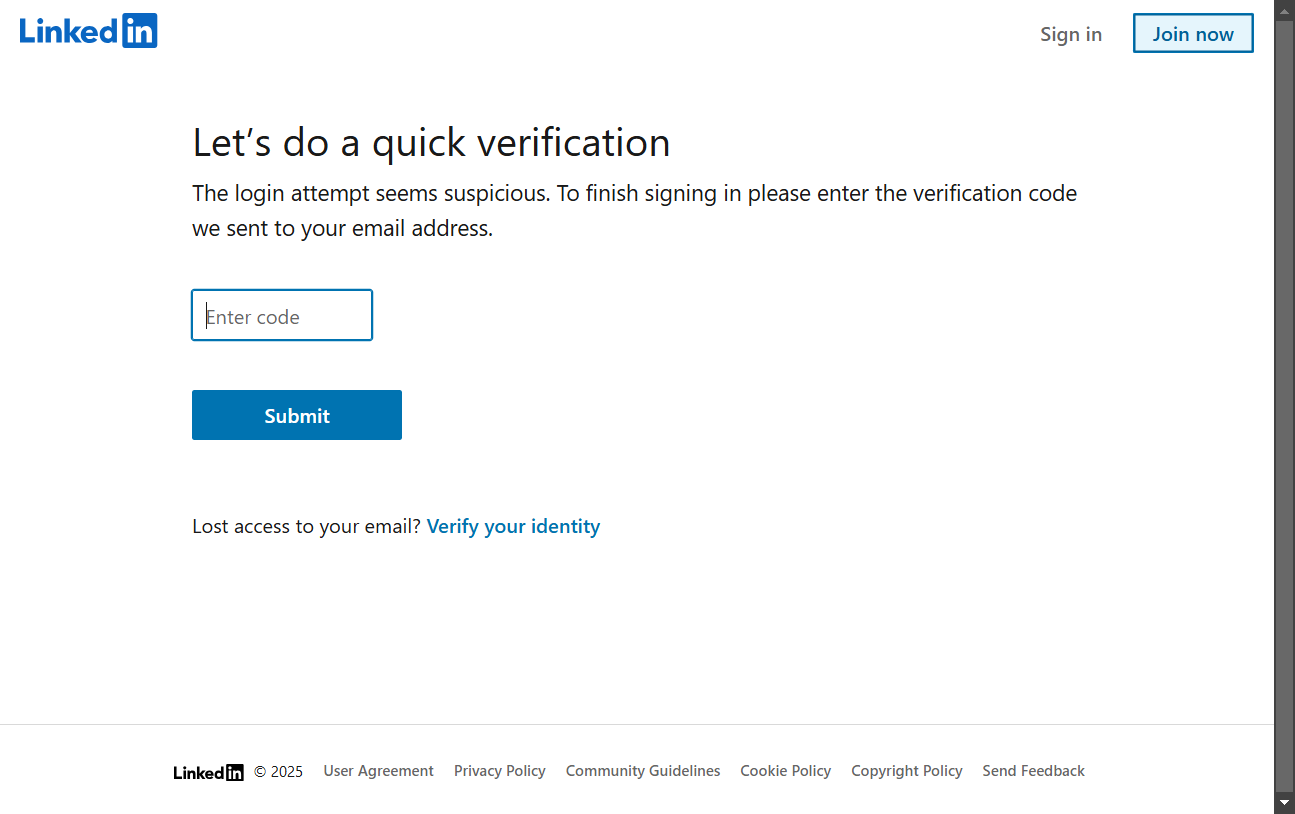 LinkedIn
Sign in
Join now
Let’s do a quick verification
The login attempt seems suspicious. To finish signing in please enter the verification code
we sent to your email address.
Enter code
Submit
Lost access to your email? Verify your identity
LinkedIn © 2025 User Agreement Privacy Policy Community Guidelines Cookie Policy Copyright Policy Send Feedback